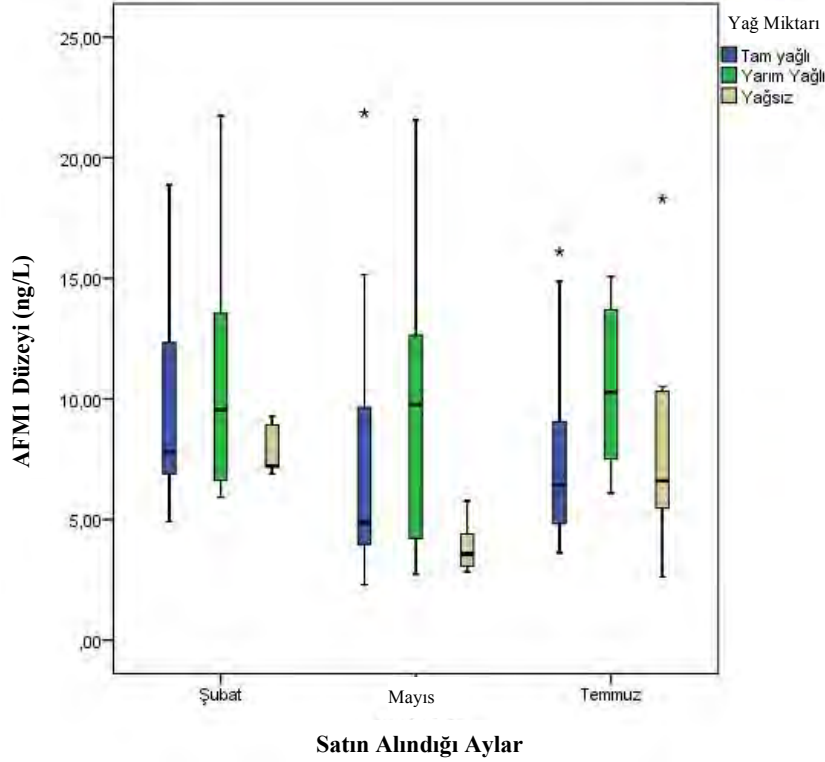 Yağ Miktarı
Tam yağlı
Yarım Yağlı
Yağsız
AFM1 Düzeyi (ng/L)
25,00
20,00
15,00
10,00
5,00
,00
*
*
*
Şubat
Mayıs
Temmuz
Satın Alındığı Aylar